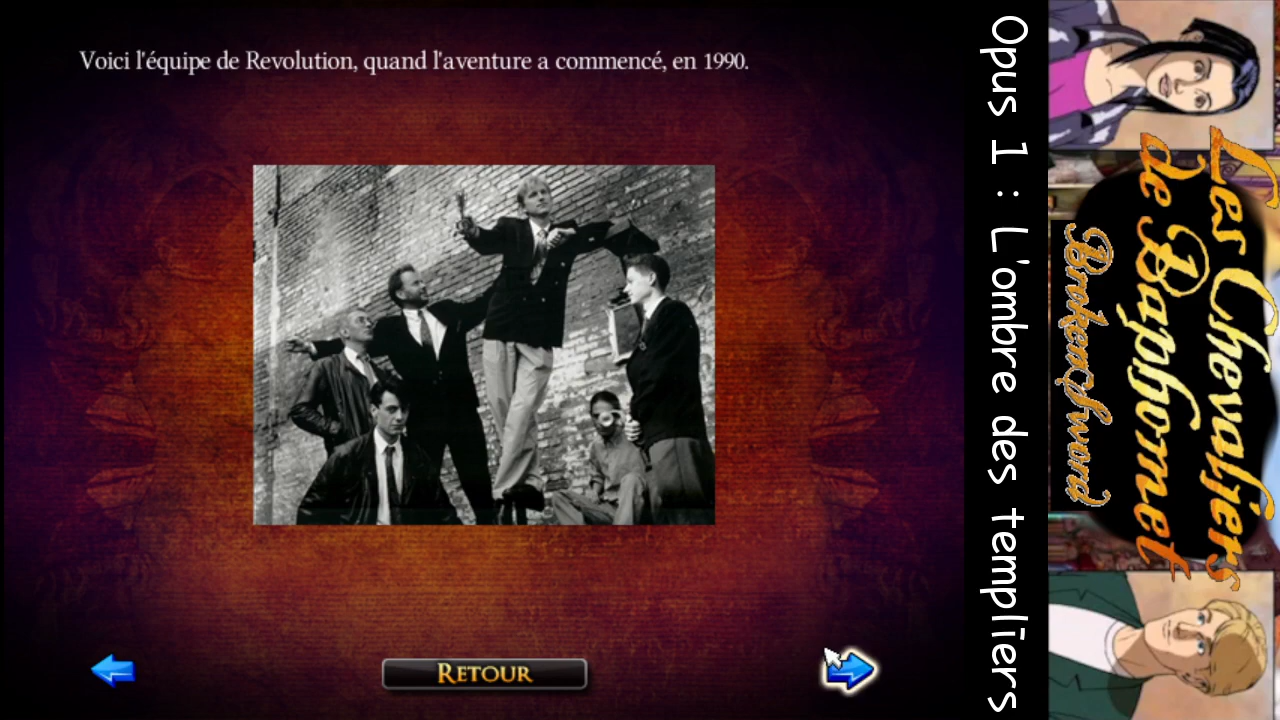 Voici l'équipe de Revolution, quand l'aventure a commencé, en 1990.
RETOUR
Opus 1 : L'ombre des templiers
Les Chevaliers
de Baphomet
Broken Sword